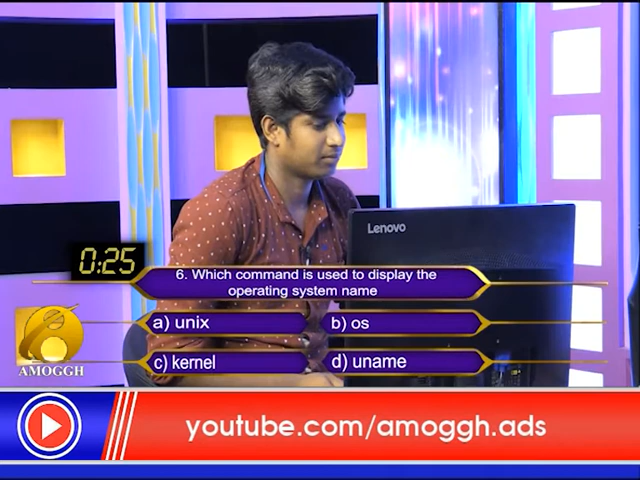 Lenovo
0:25
6. Which command is used to display the
operating system name
a) unix
b) os
c) kernel
d) uname
AMOGGH
youtube.com/amoggh.ads